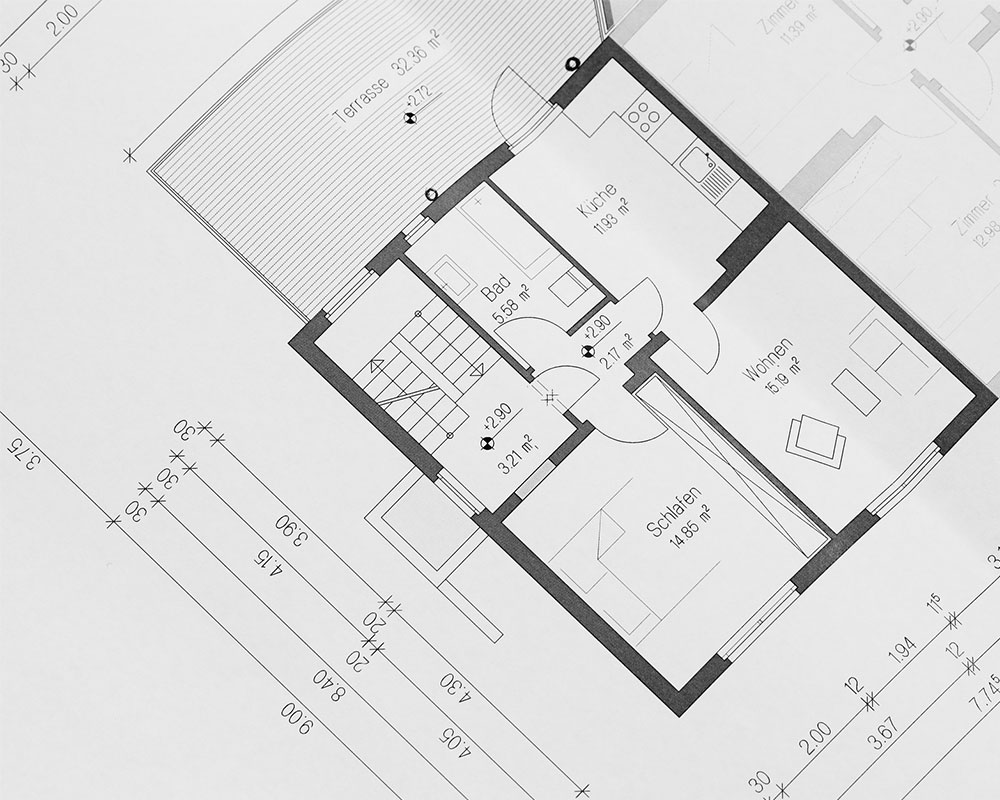 2.00
30
Terrasse 32.36 m²
+2.72
Zimmer
11.39 m²
+2.90
Küche
11.93 m²
Bad
5.58 m²
+2.90
2.17 m²
Zimmer 2
12.98
Wohnen
15.19 m²
+2.90
3.21 m²
Schlafen
14.85 m²
3.75
30
30
30
3.90
4.15
20
20
8.40
9.00
4.30
4.05
30
2.00
12
1.94
11⁵
3.67
12
7.74⁵